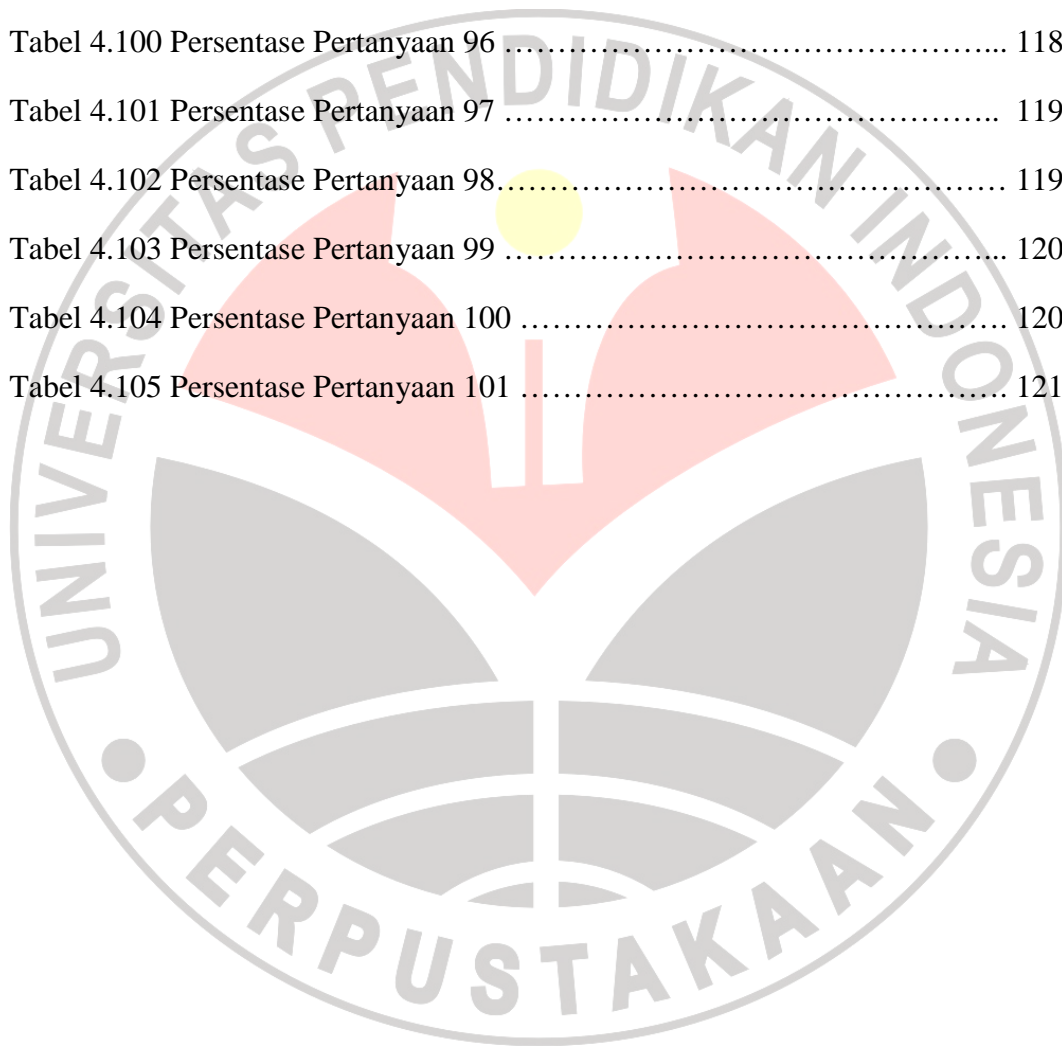 Tabel 4.100 Persentase Pertanyaan 96 ……………………………………….... 118
Tabel 4.101 Persentase Pertanyaan 97 ……………………………………….. 119
Tabel 4.102 Persentase Pertanyaan 98………………………………………… 119
Tabel 4.103 Persentase Pertanyaan 99 ……………………………………….. 120
Tabel 4.104 Persentase Pertanyaan 100 ………………………………………. 120
Tabel 4.105 Persentase Pertanyaan 101 ………………………………………. 121
UNIVERSITAS PENDIDIKAN INDONESIA
PERPUSTAKAAN